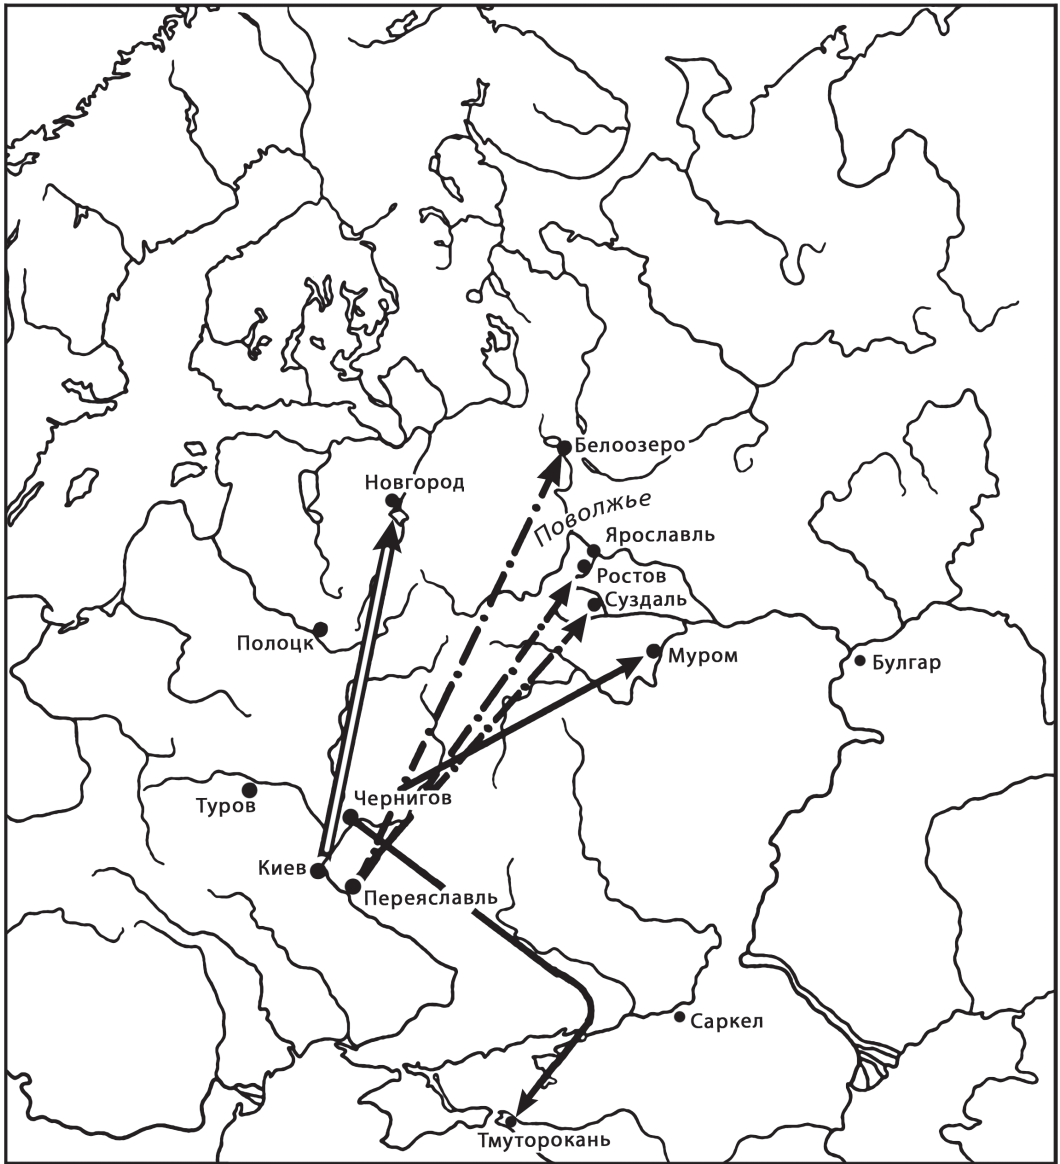 Белоозеро
Новгород
Поволжье
Ярославль
Ростов
Суздаль
Полоцк
Муром
Булгар
Чернигов
Туров
Киев
Переяславль
Саркел
Тмуторокань